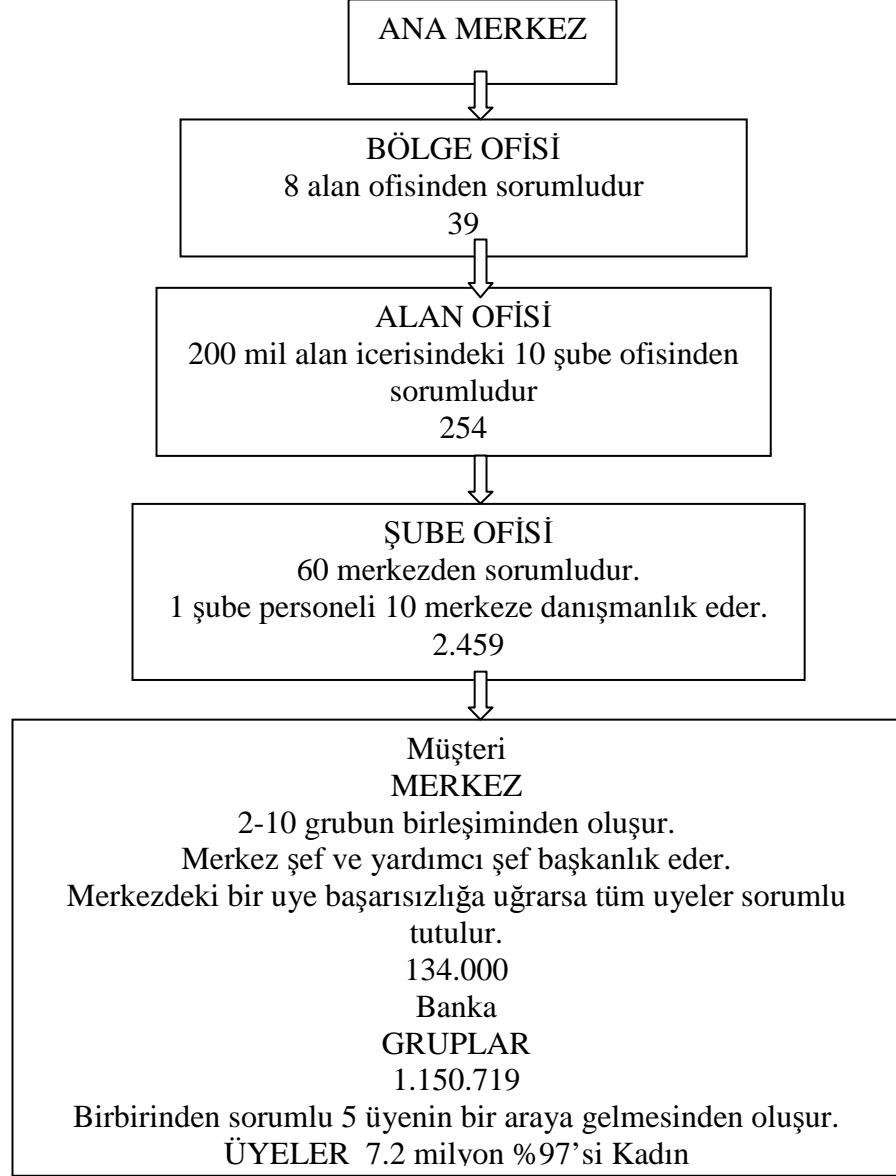 ANA MERKEZ
BÖLGE OFİSİ
8 alan ofisinden sorumludur
39
ALAN OFİSİ
200 mil alan icerisindeki 10 şube ofisinden
sorumludur
254
ŞUBE OFİSİ
60 merkezden sorumludur.
1 şube personeli 10 merkeze danışmanlık eder.
2.459
Müşteri
MERKEZ
2-10 grubun birleşiminden oluşur.
Merkez şef ve yardımcı şef başkanlık eder.
Merkezdeki bir uye başarısızlığa uğrarsa tüm uyeler sorumlu
tutulur.
134.000
Banka
GRUPLAR
1.150.719
Birbirinden sorumlu 5 üyenin bir araya gelmesinden oluşur.
ÜYELER 7.2 milyon %97’si Kadın